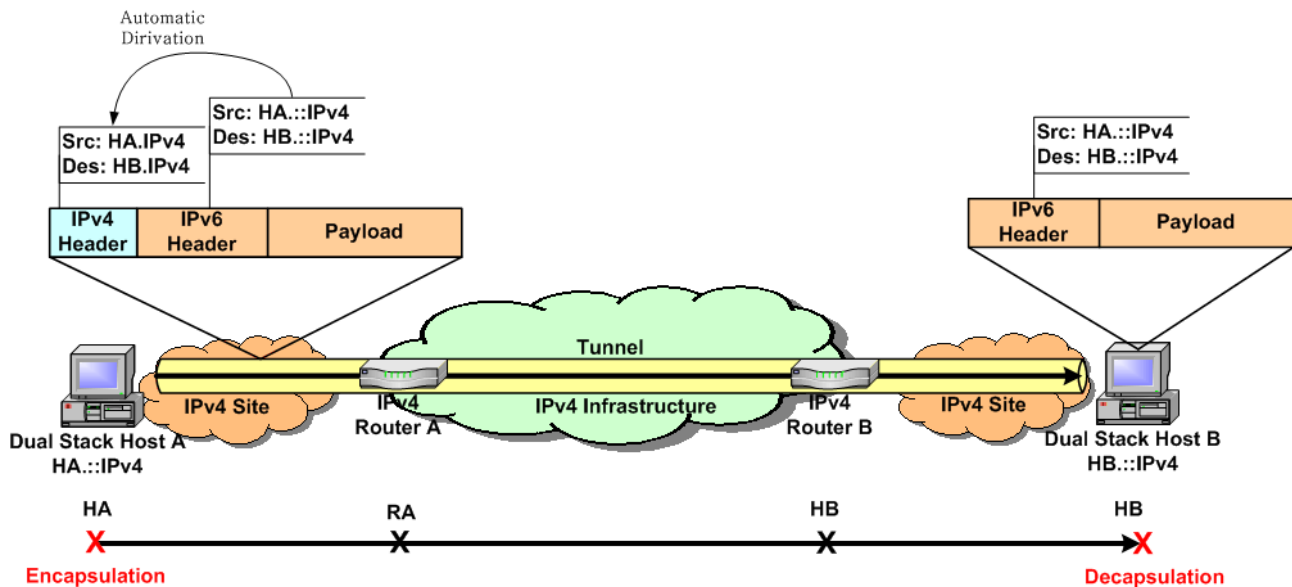 Automatic
Dirivation
Src: HA.::IPv4
Des: HB.::IPv4
Src: HA.IPv4
Des: HB.IPv4
Src: HA.::IPv4
Des: HB.::IPv4
IPv4
Header
IPv6
Header
Payload
IPv6
Header
Payload
Tunnel
IPv4 Site
IPv4
Router A
IPv4 Infrastructure
IPv4
Router B
IPv4 Site
Dual Stack Host A
HA.::IPv4
Dual Stack Host B
HB.::IPv4
HA
RA
HB
HB
X
X
X
X
Encapsulation
Decapsulation